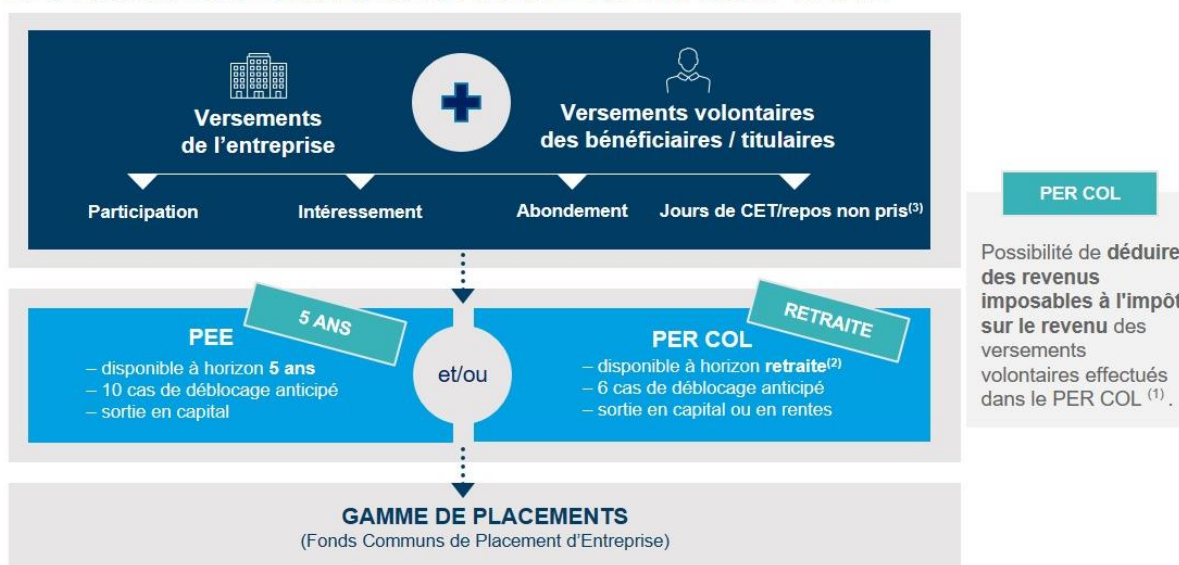 Versements
de l'entreprise
Versements volontaires
des bénéficiaires / titulaires
Participation
Intéressement
Abondement
Jours de CET/repos non pris(3)
PER COL
Possibilité de déduire
des revenus
imposables à l'impôt
sur le revenu des
versements
volontaires effectués
dans le PER COL (1) .
5 ANS
PEE
– disponible à horizon 5 ans
– 10 cas de déblocage anticipé
– sortie en capital
et/ou
RETRAITE
PER COL
– disponible à horizon retraite(2)
– 6 cas de déblocage anticipé
– sortie en capital ou en rentes
GAMME DE PLACEMENTS
(Fonds Communs de Placement d'Entreprise)